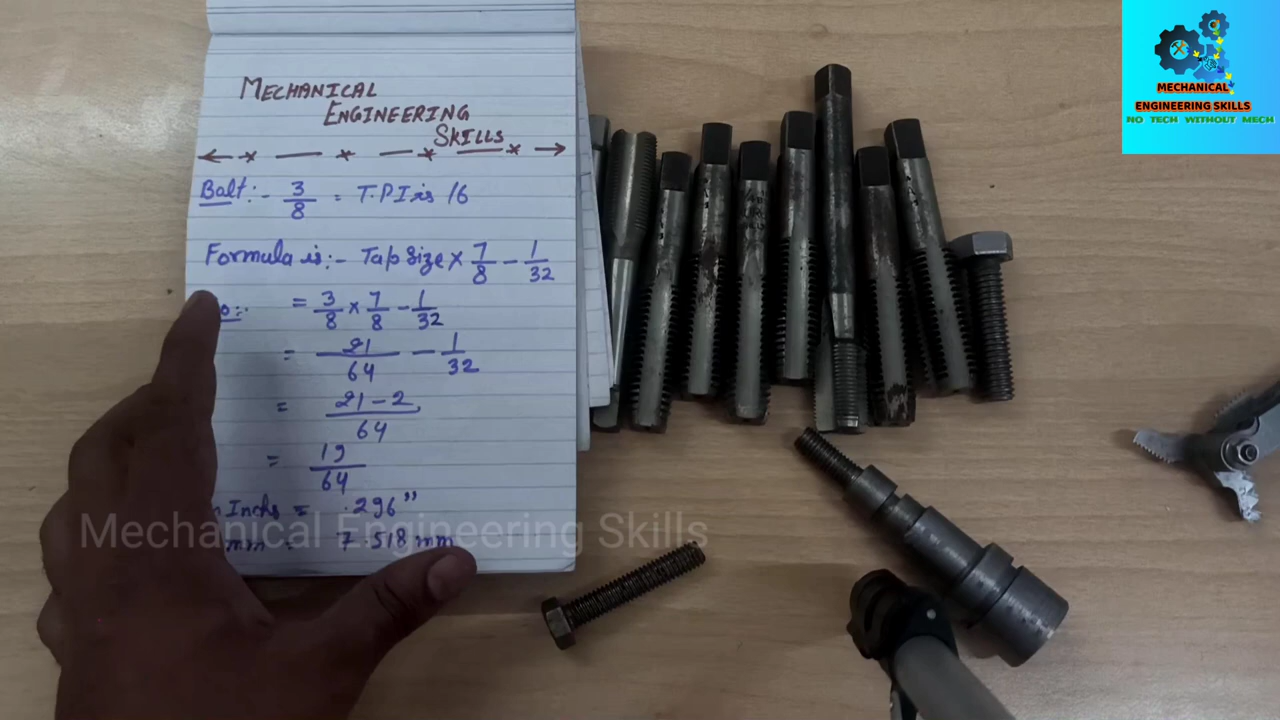 MECHANICAL
ENGINEERING
SKILLS
Balt:- 3/8 = T.P.I is 16
Formula is:- Tap Size × 7/8 - 1/32
= 3/8 × 7/8 - 1/32
= 21/64 - 1/32
= 21-2/64
= 19/64
Inchs = .296"
mm = 7.518 mm
Mechanical Engineering Skills
MECHANICAL
ENGINEERING SKILLS
NO TECH WITHOUT MECH